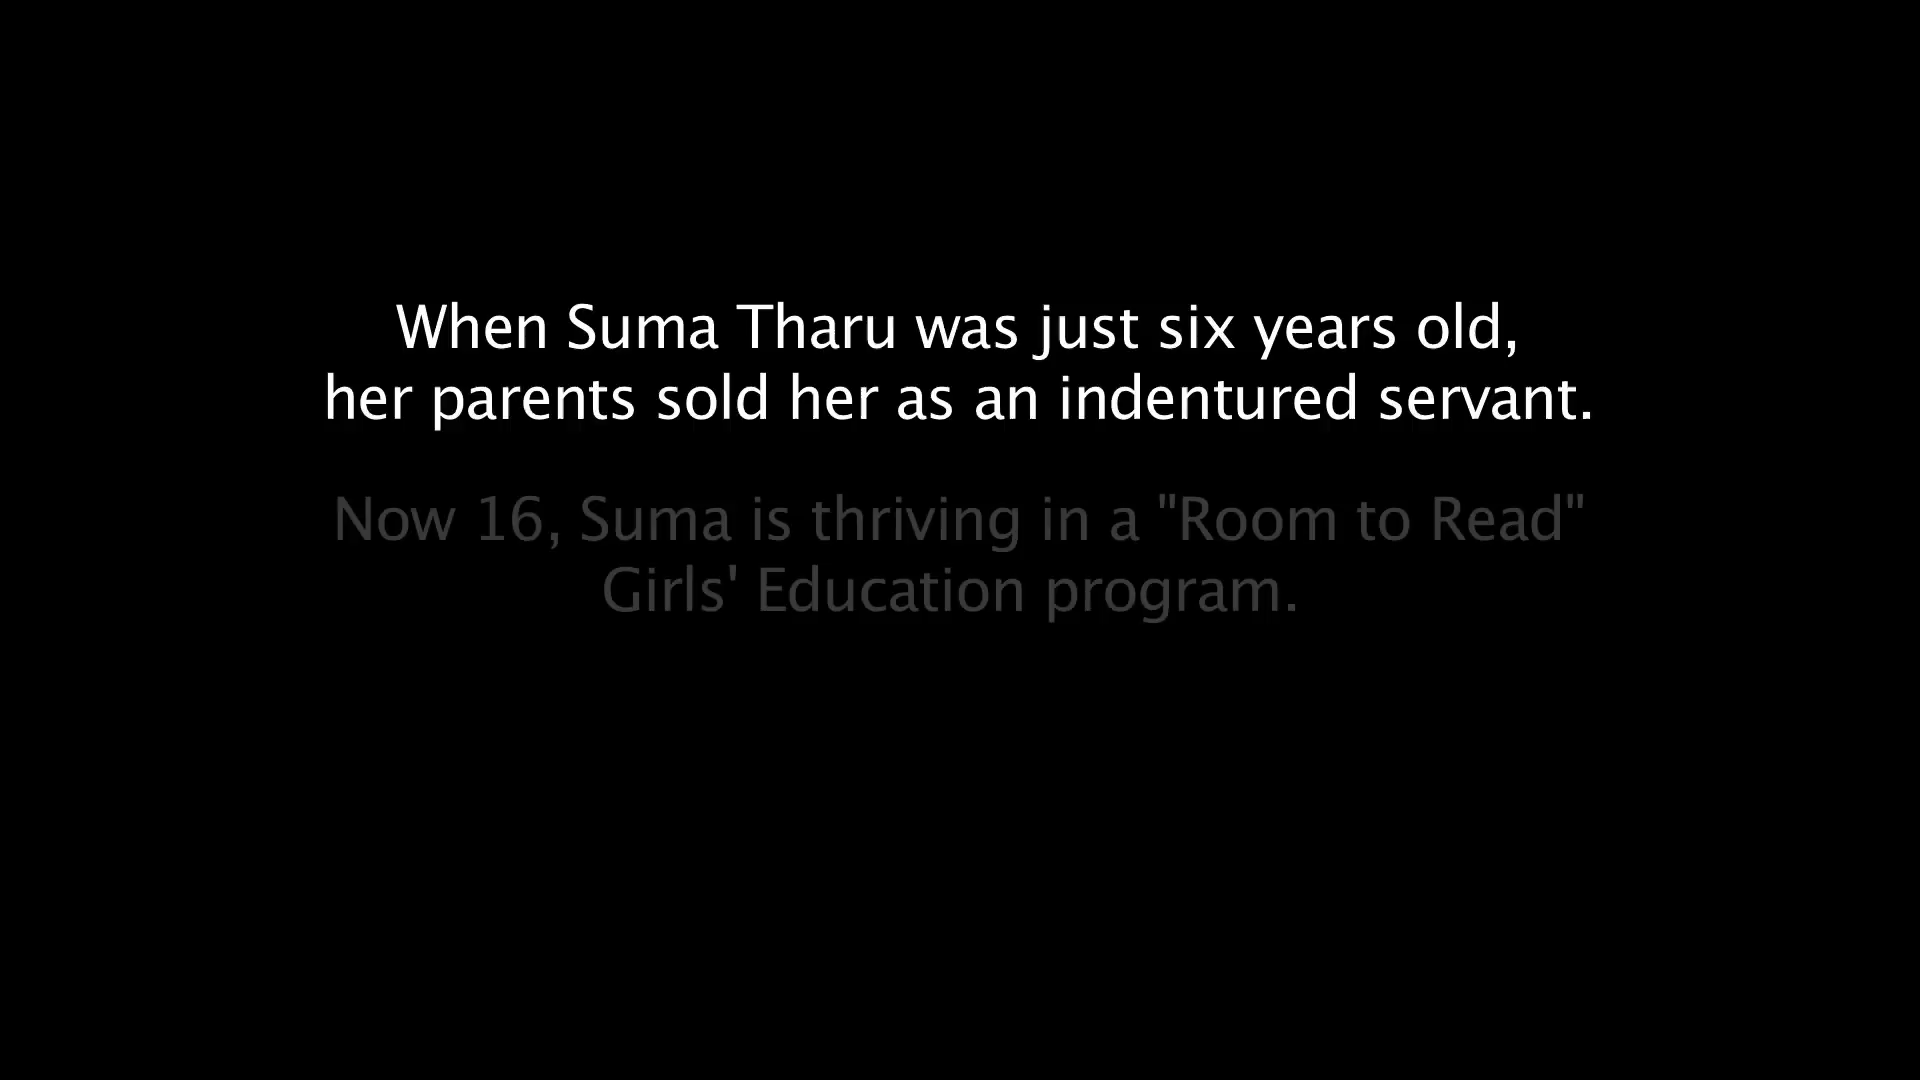 When Suma Tharu was just six years old,
her parents sold her as an indentured servant.
Now 16, Suma is thriving in a "Room to Read"
Girls' Education program.